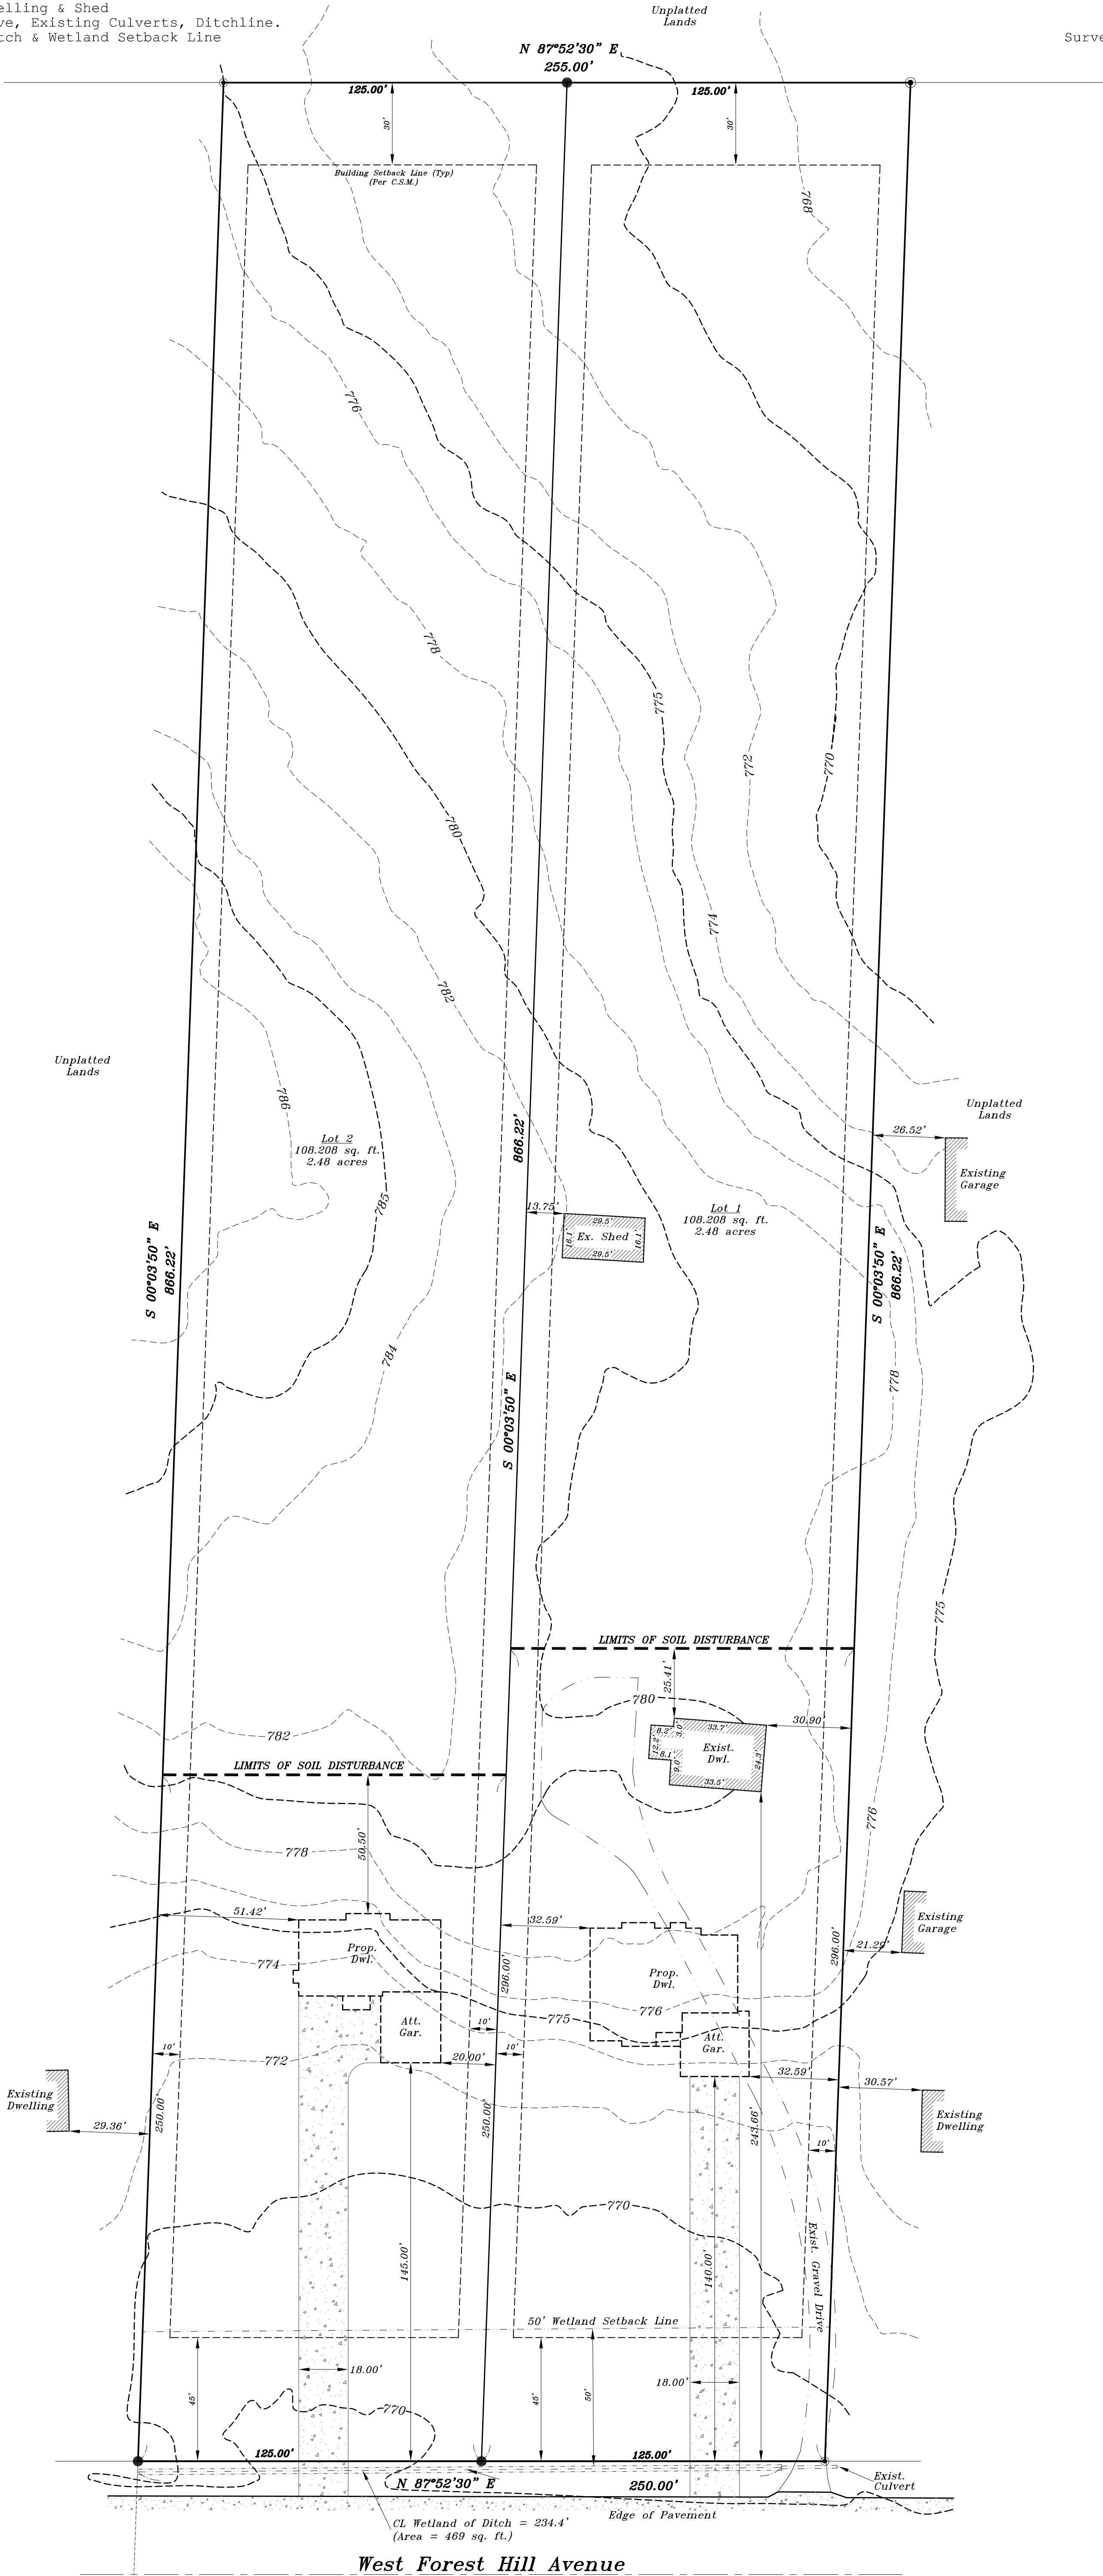 elling & Shed
ve, Existing Culverts, Ditchline.
tch & Wetland Setback Line
Unplatted
Lands
Surve
N 87°52'30" E
255.00'
125.00'
125.00'
30'
30'
Building Setback Line (Typ)
(Per C.S.M.)
768
776
778
775
772
770
780
774
782
Unplatted
Lands
786
Unplatted
Lands
26.52'
Existing
Garage
Lot 2
108.208 sq. ft.
2.48 acres
866.22'
785
13.75'
29.5'
16.1'
Ex. Shed
16.1'
29.5'
Lot 1
108.208 sq. ft.
2.48 acres
S 00°03'50" E
866.22'
S 00°03'50" E
866.22'
784
S 00°03'50" E
778
775
LIMITS OF SOIL DISTURBANCE
25.41'
780
30.90'
8.2'
3.0'
33.7'
12.2'
8.1'
9.0'
Exist.
Dwl.
24.3'
33.5'
782
LIMITS OF SOIL DISTURBANCE
776
778
50.50'
51.42'
32.59'
Existing
Garage
21.29'
Prop.
Dwl.
774
296.00'
296.00'
Prop.
Dwl.
776
775
Att.
Gar.
Att.
Gar.
10'
10'
10'
772
20.00'
32.59'
30.57'
Existing
Dwelling
29.36'
250.00'
250.00'
243.66'
10'
Existing
Dwelling
770
145.00'
140.00'
Exist. Gravel Drive
50' Wetland Setback Line
18.00'
18.00'
45'
45'
50'
770
125.00'
125.00'
N 87°52'30" E
250.00'
Exist.
Culvert
Edge of Pavement
CL Wetland of Ditch = 234.4'
(Area = 469 sq. ft.)
West Forest Hill Avenue